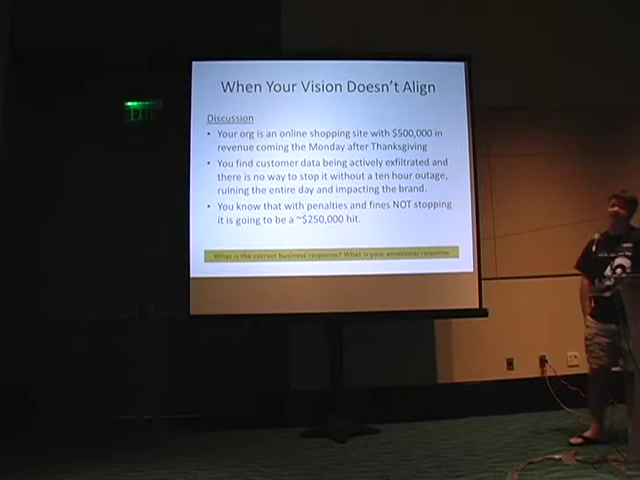 When Your Vision Doesn't Align
Discussion
• Your org is an online shopping site with $500,000 in
revenue coming the Monday after Thanksgiving
• You find customer data being actively exfiltrated and
there is no way to stop it without a ten hour outage,
ruining the entire day and impacting the brand.
• You know that with penalties and fines NOT stopping
it is going to be a ~$250,000 hit.
What is the correct business response? What is your emotional response
EXIT